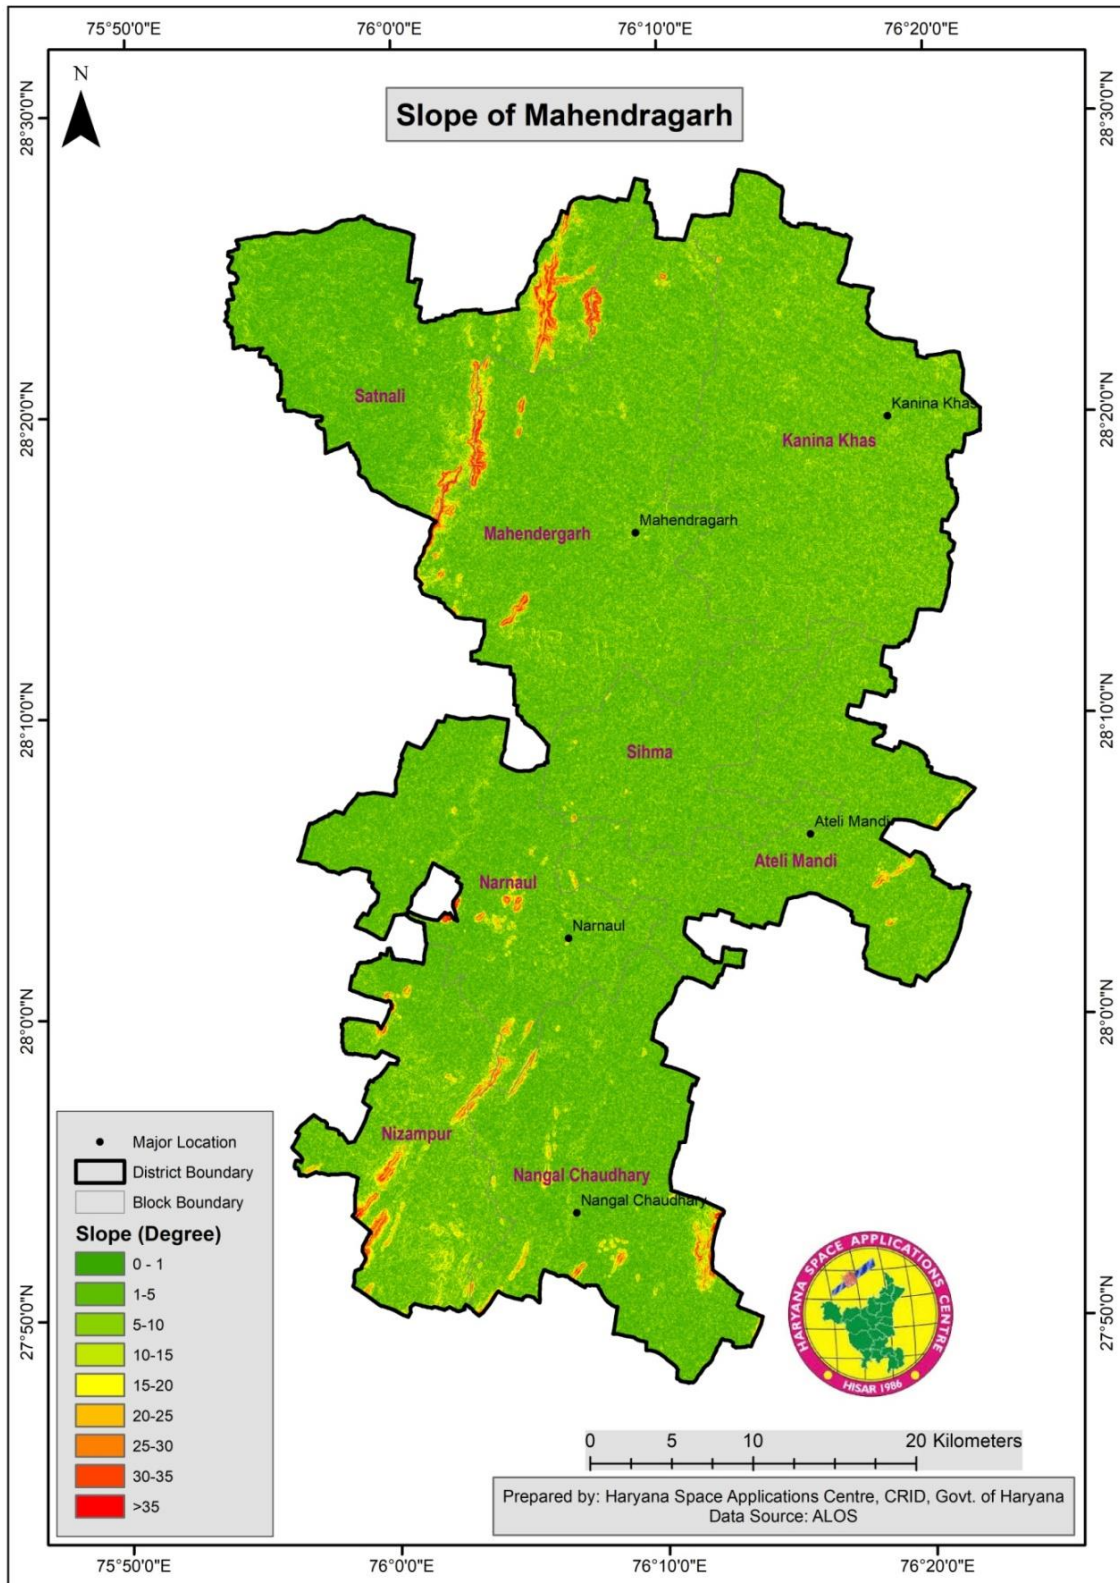 75°50'0"E 76°0'0"E 76°10'0"E 76°20'0"E
N
Slope of Mahendragarh
28°30'0"N
28°30'0"N
28°20'0"N
28°20'0"N
28°10'0"N
28°10'0"N
28°0'0"N
28°0'0"N
27°50'0"N
27°50'0"N
Satnali
Kanina Khas
Kanina Khas
Mahendragarh
Mahendergarh
Sihma
Ateli Mandi
Ateli Mandi
Narnaul
Narnaul
Nizampur
Nangal Chaudhary
Nangal Chaudhary
Major Location
District Boundary
Block Boundary
Slope (Degree)
0 - 1
1-5
5-10
10-15
15-20
20-25
25-30
30-35
>35
HARYANA SPACE APPLICATIONS CENTRE
HISAR 1986
0 5 10 20 Kilometers
Prepared by: Haryana Space Applications Centre, CRID, Govt. of Haryana
Data Source: ALOS
75°50'0"E 76°0'0"E 76°10'0"E 76°20'0"E